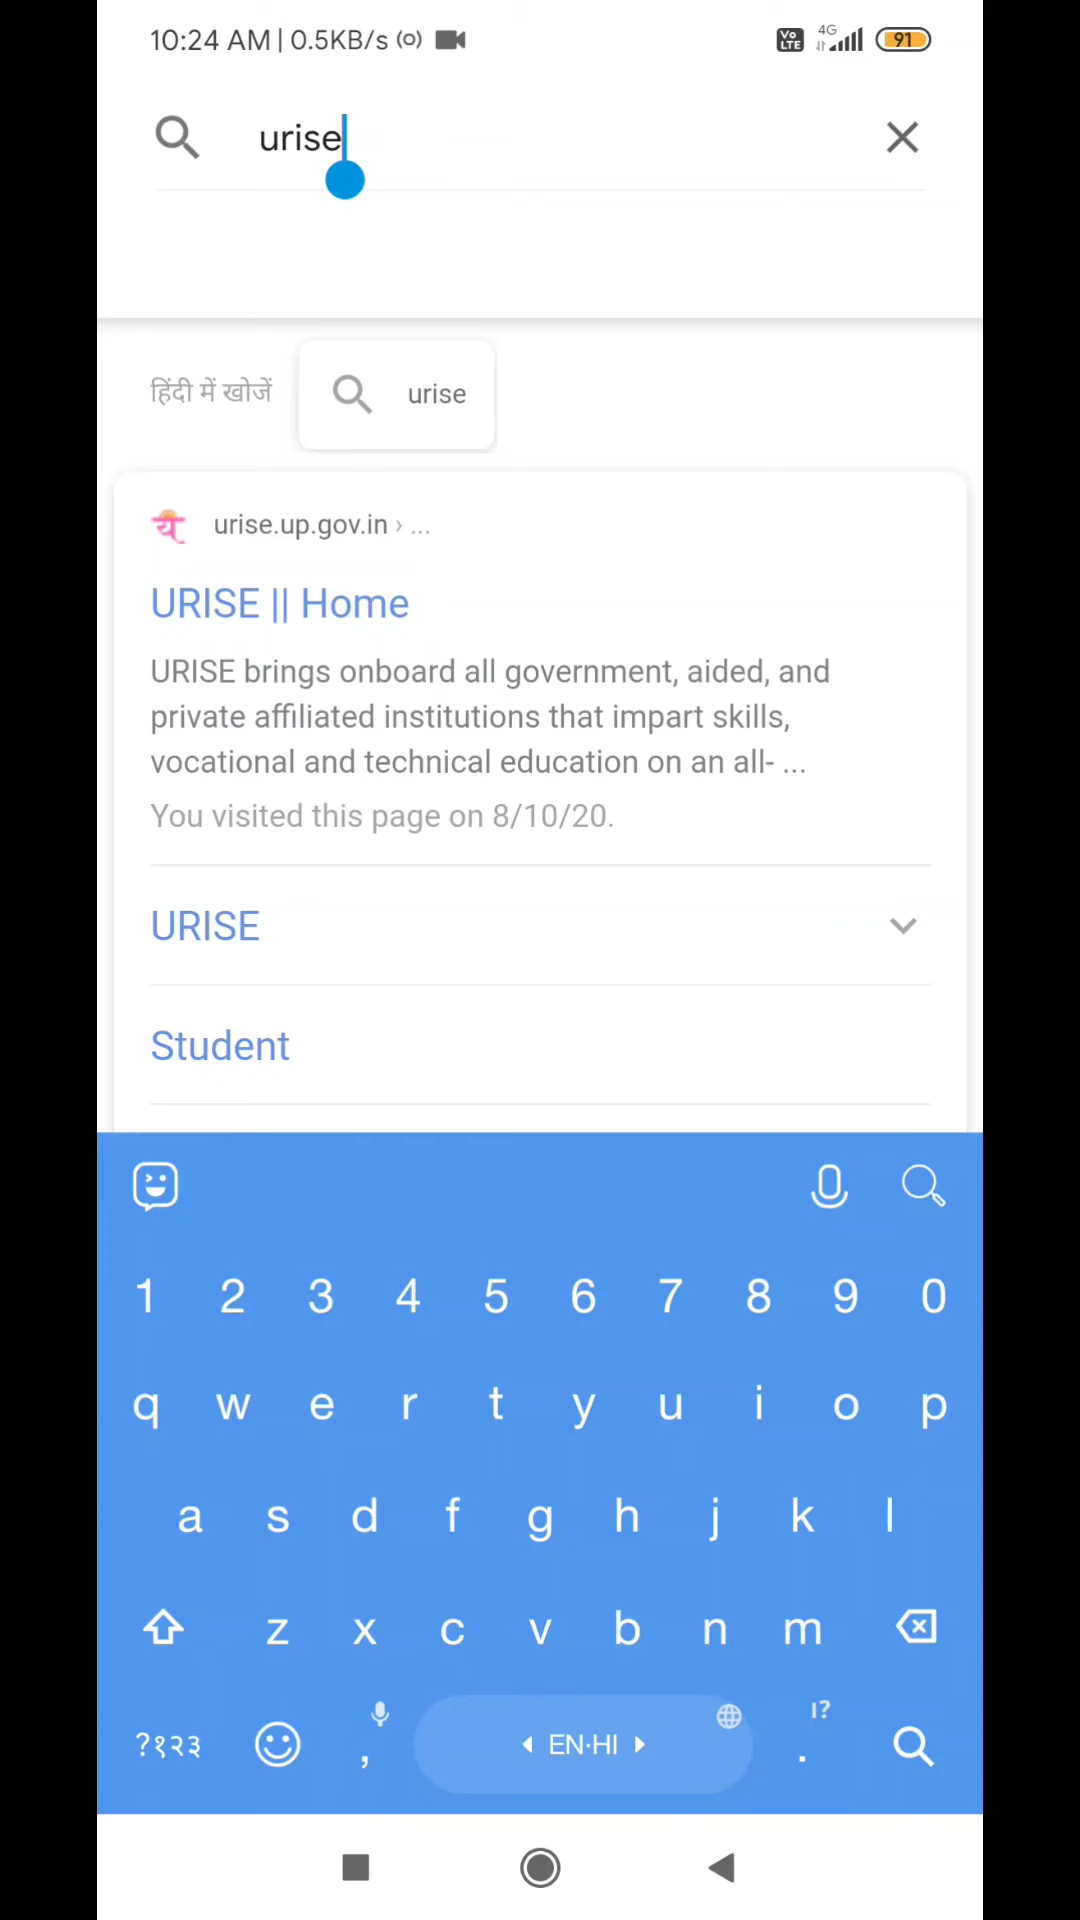 10:24 AM | 0.5KB/s
Vo LTE 4G 91
urise
हिंदी में खोजें urise
urise.up.gov.in › ...
URISE || Home
URISE brings onboard all government, aided, and
private affiliated institutions that impart skills,
vocational and technical education on an all- ...
You visited this page on 8/10/20.
URISE
Student
1 2 3 4 5 6 7 8 9 0
q w e r t y u i o p
a s d f g h j k l
z x c v b n m
?१२३ , EN·HI . !?